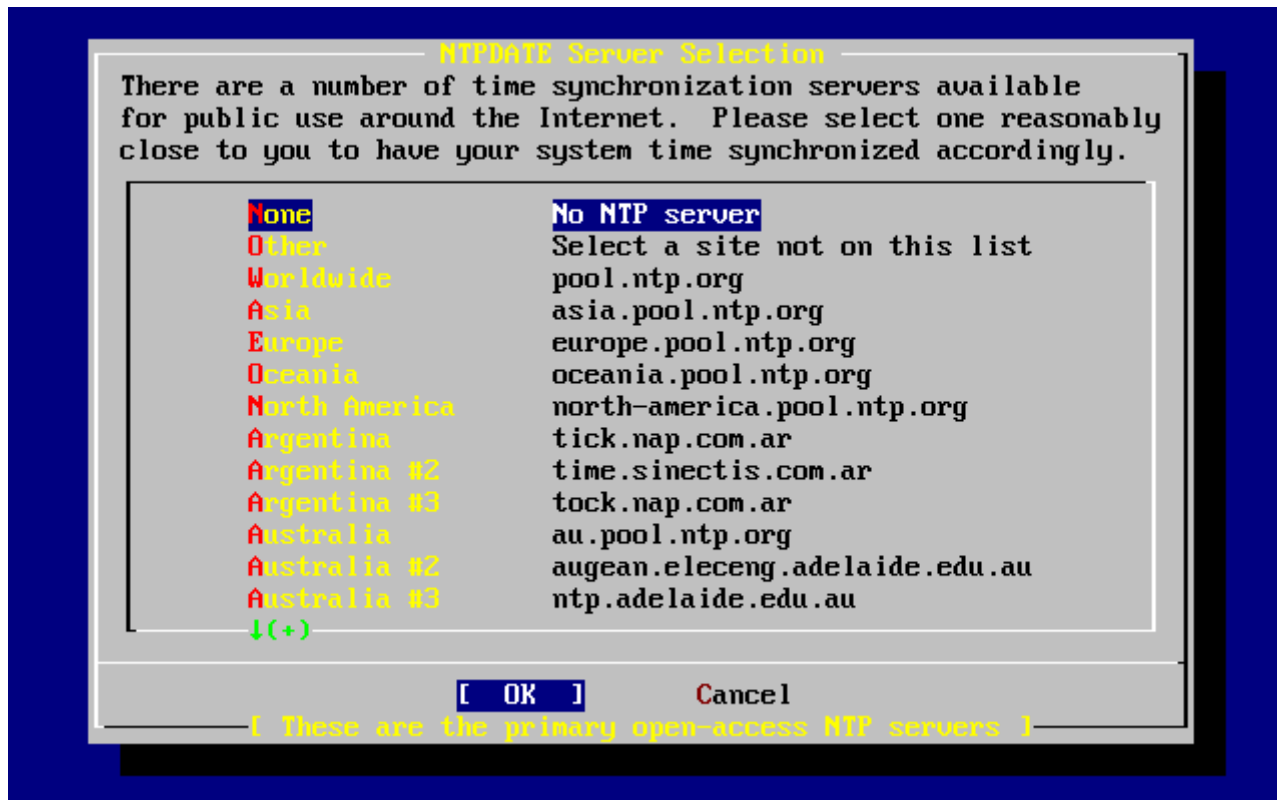 NTPDATE Server Selection
There are a number of time synchronization servers available
for public use around the Internet.  Please select one reasonably
close to you to have your system time synchronized accordingly.
None No NTP server
Other Select a site not on this list
Worldwide pool.ntp.org
Asia asia.pool.ntp.org
Europe europe.pool.ntp.org
Oceania oceania.pool.ntp.org
North America north-america.pool.ntp.org
Argentina tick.nap.com.ar
Argentina #2 time.sinectis.com.ar
Argentina #3 tock.nap.com.ar
Australia au.pool.ntp.org
Australia #2 augean.eleceng.adelaide.edu.au
Australia #3 ntp.adelaide.edu.au
↓(+)
[ OK ] Cancel
[ These are the primary open-access NTP servers ]